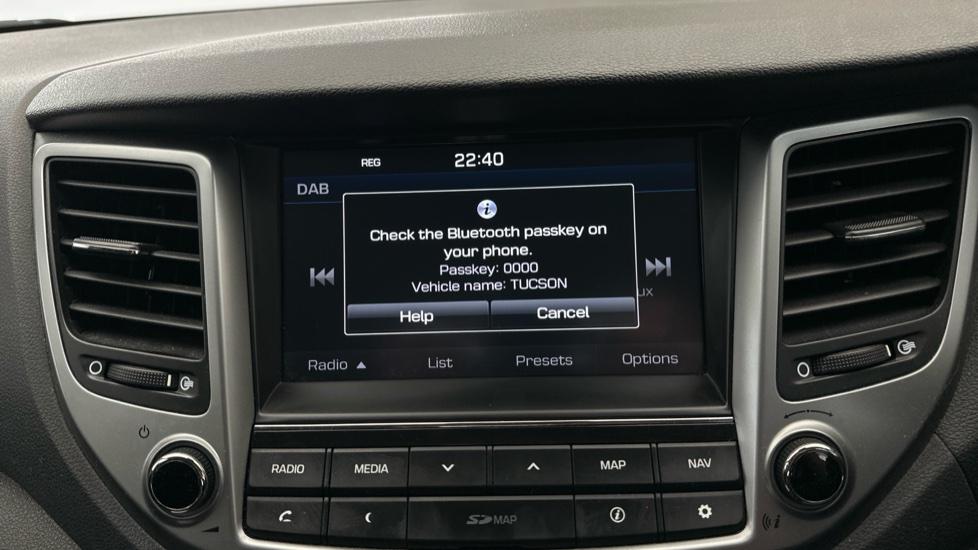 REG 22:40
DAB
Check the Bluetooth passkey on
your phone.
Passkey: 0000
Vehicle name: TUCSON
Help Cancel
Radio List Presets Options
RADIO MEDIA MAP NAV
SD MAP